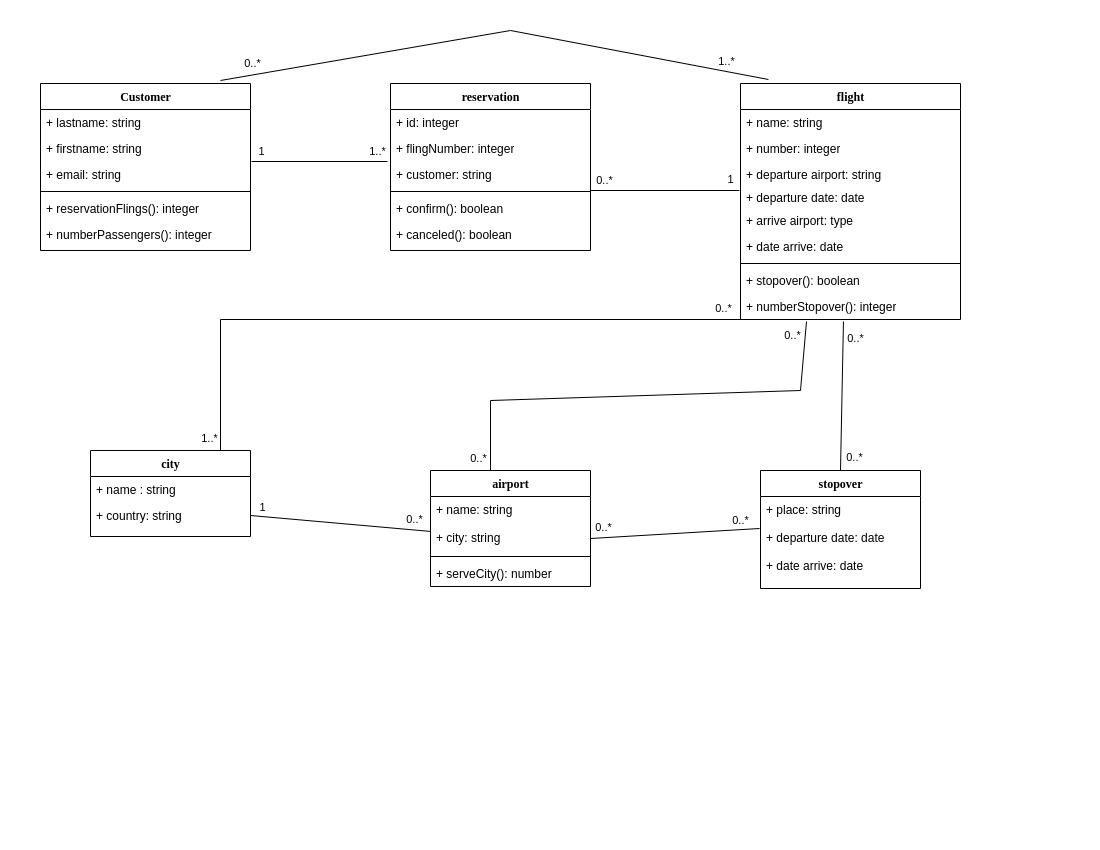 0..*
1..*
Customer
+ lastname: string
+ firstname: string
+ email: string
+ reservationFlings(): integer
+ numberPassengers(): integer
1
1..*
reservation
+ id: integer
+ flingNumber: integer
+ customer: string
+ confirm(): boolean
+ canceled(): boolean
0..*
1
flight
+ name: string
+ number: integer
+ departure airport: string
+ departure date: date
+ arrive airport: type
+ date arrive: date
+ stopover(): boolean
+ numberStopover(): integer
0..*
0..*
0..*
1..*
0..*
0..*
city
+ name : string
+ country: string
1
0..*
airport
+ name: string
+ city: string
+ serveCity(): number
0..*
0..*
stopover
+ place: string
+ departure date: date
+ date arrive: date